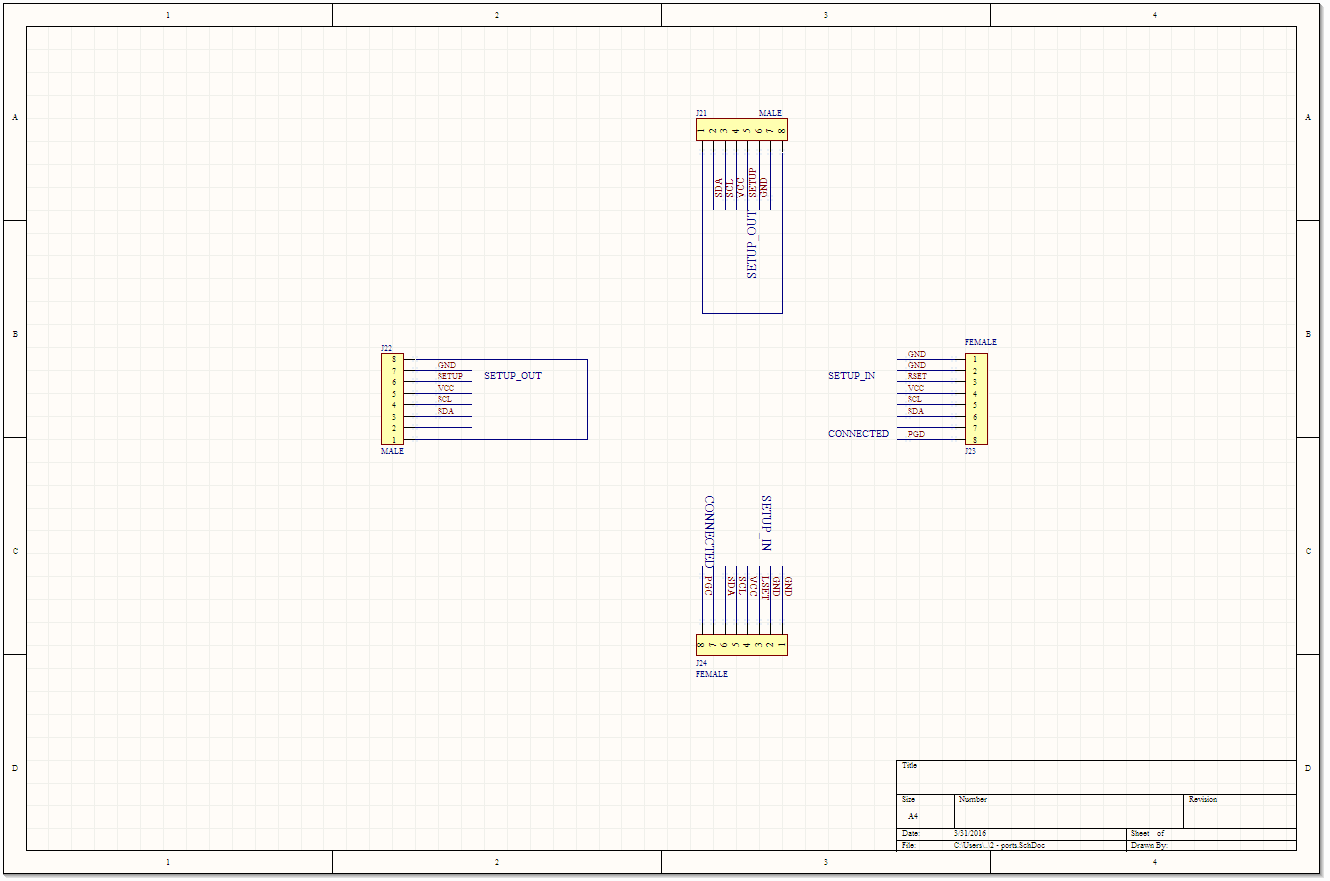 1 2 3 4
A A
J21 MALE
1 2 3 4 5 6 7 8
SDA
SCL
VCC
SETUP
GND
SETUP_OUT
B B
J22
8
7
6
5
4
3
2
1
GND
SETUP
VCC
SCL
SDA
SETUP_OUT
MALE
FEMALE
GND
GND
RSET
VCC
SCL
SDA
PGD
SETUP_IN
CONNECTED
1
2
3
4
5
6
7
8
J23
CONNECTED
SETUP_IN
C C
PGC
SDA
SCL
VCC
LSET
GND
GND
8 7 6 5 4 3 2 1
J24
FEMALE
D D
Title
Size Number Revision
A4
Date: 3/31/2016 Sheet of
File: C:\Users\..\2 - ports.SchDoc Drawn By:
1 2 3 4